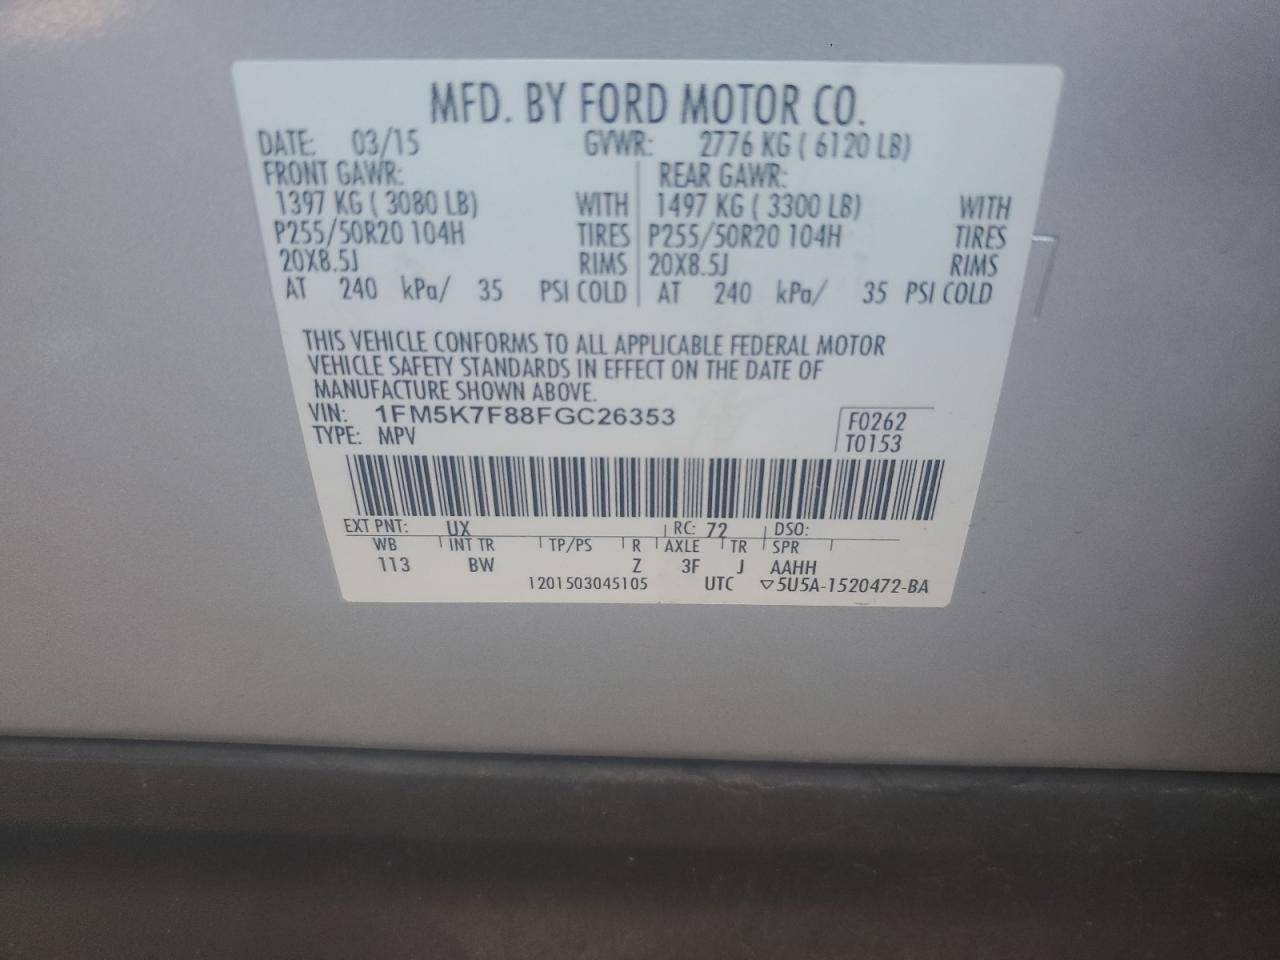 MFD. BY FORD MOTOR CO.
DATE: 03/15 GVWR: 2776 KG ( 6120 LB)
FRONT GAWR: REAR GAWR:
1397 KG ( 3080 LB) WITH 1497 KG ( 3300 LB) WITH
P255/50R20 104H TIRES P255/50R20 104H TIRES
20X8.5J RIMS 20X8.5J RIMS
AT 240 kPa/ 35 PSI COLD AT 240 kPa/ 35 PSI COLD
THIS VEHICLE CONFORMS TO ALL APPLICABLE FEDERAL MOTOR
VEHICLE SAFETY STANDARDS IN EFFECT ON THE DATE OF
MANUFACTURE SHOWN ABOVE.
VIN: 1FM5K7F88FGC26353 F0262
TYPE: MPV T0153
EXT PNT: UX RC: 72 DSO:
WB INT TR TP/PS R AXLE TR SPR
113 BW Z 3F J AAHH
1201503045105 UTC ▽5U5A-1520472-BA